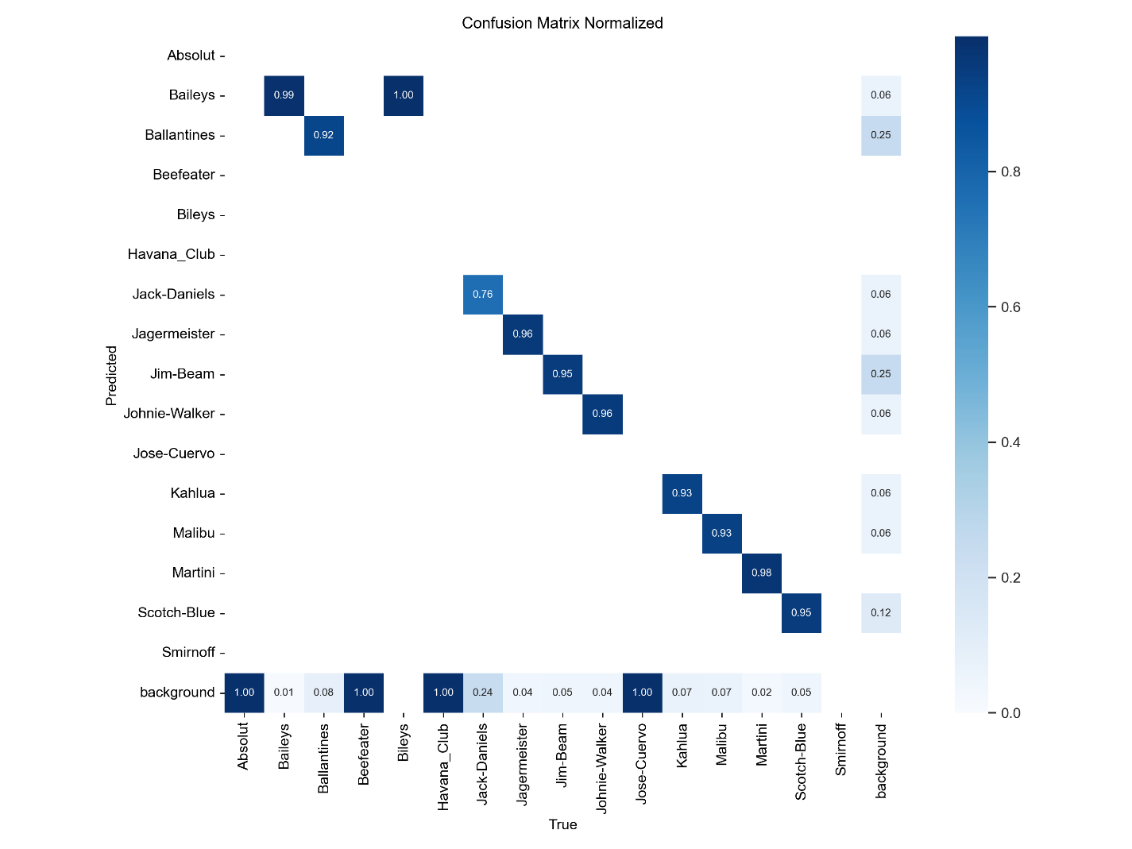 Confusion Matrix Normalized
Absolut
Baileys 0.99 1.00 0.06
Ballantines 0.92 0.25
0.8
Beefeater
Bileys
Havana_Club
Jack-Daniels 0.76 0.06
0.6
Jagermeister 0.96 0.06
Predicted
Jim-Beam 0.95 0.25
Johnie-Walker 0.96 0.06
0.4
Jose-Cuervo
Kahlua 0.93 0.06
Malibu 0.93 0.06
Martini 0.98
0.2
Scotch-Blue 0.95 0.12
Smirnoff
background 1.00 0.01 0.08 1.00 1.00 0.24 0.04 0.05 0.04 1.00 0.07 0.07 0.02 0.05
0.0
Absolut Baileys Ballantines Beefeater Bileys Havana_Club Jack-Daniels Jagermeister Jim-Beam Johnie-Walker Jose-Cuervo Kahlua Malibu Martini Scotch-Blue Smirnoff background
True